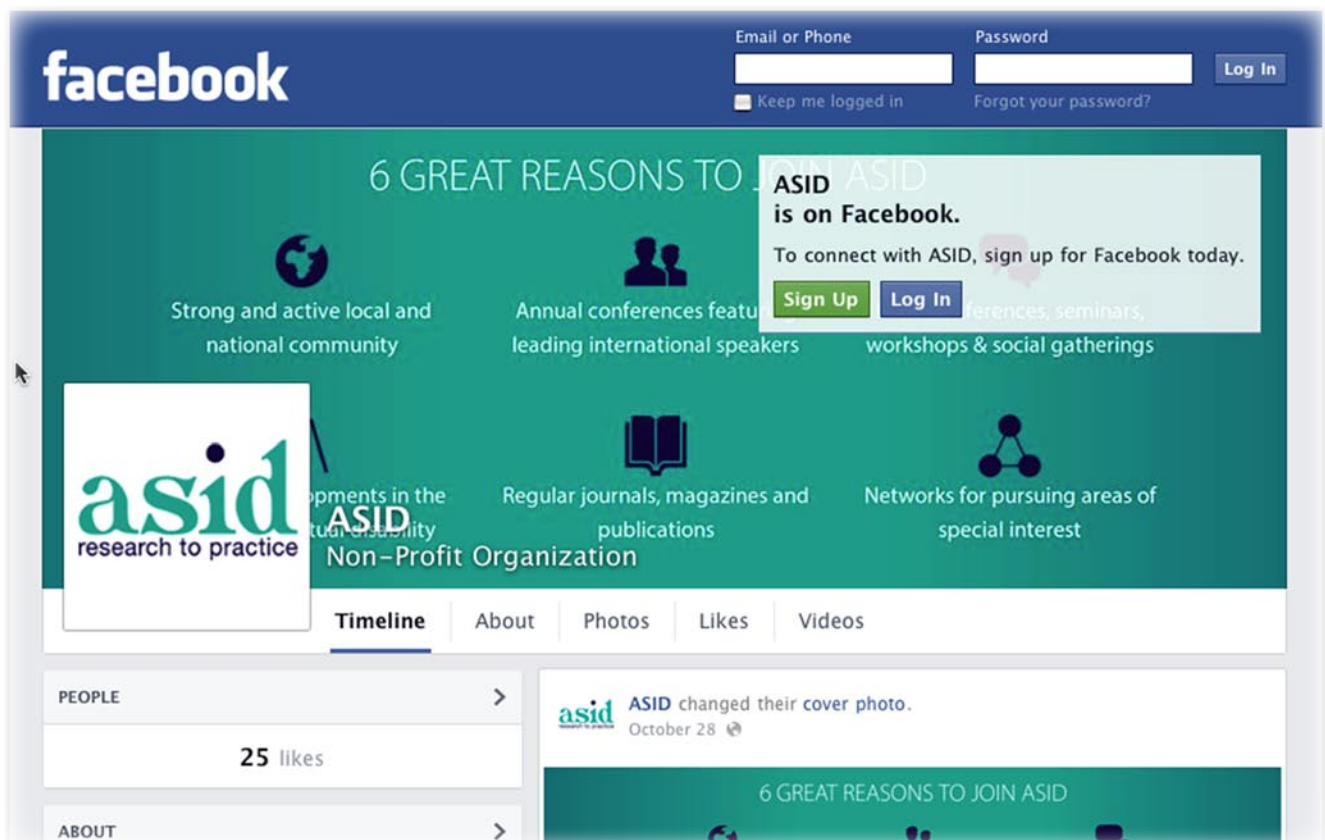 facebook
Email or Phone
Password
Log In
Keep me logged in
Forgot your password?
6 GREAT REASONS TO JOIN ASID
ASID
is on Facebook.
To connect with ASID, sign up for Facebook today.
Sign Up
Log In
Strong and active local and
national community
Annual conferences
leading international speakers
seminars,
workshops & social gatherings
in the
Regular journals, magazines and
publications
Networks for pursuing areas of
special interest
asid
research to practice
ASID
Non-Profit Organization
Timeline
About
Photos
Likes
Videos
PEOPLE
25 likes
ABOUT
asid
ASID changed their cover photo.
October 28
6 GREAT REASONS TO JOIN ASID